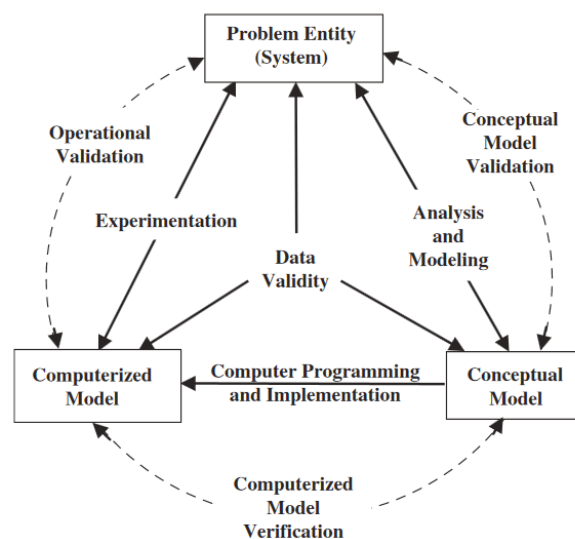 Problem Entity
(System)
Operational
Validation
Conceptual
Model
Validation
Experimentation
Analysis
and
Modeling
Data
Validity
Computerized
Model
Computer Programming
and Implementation
Conceptual
Model
Computerized
Model
Verification